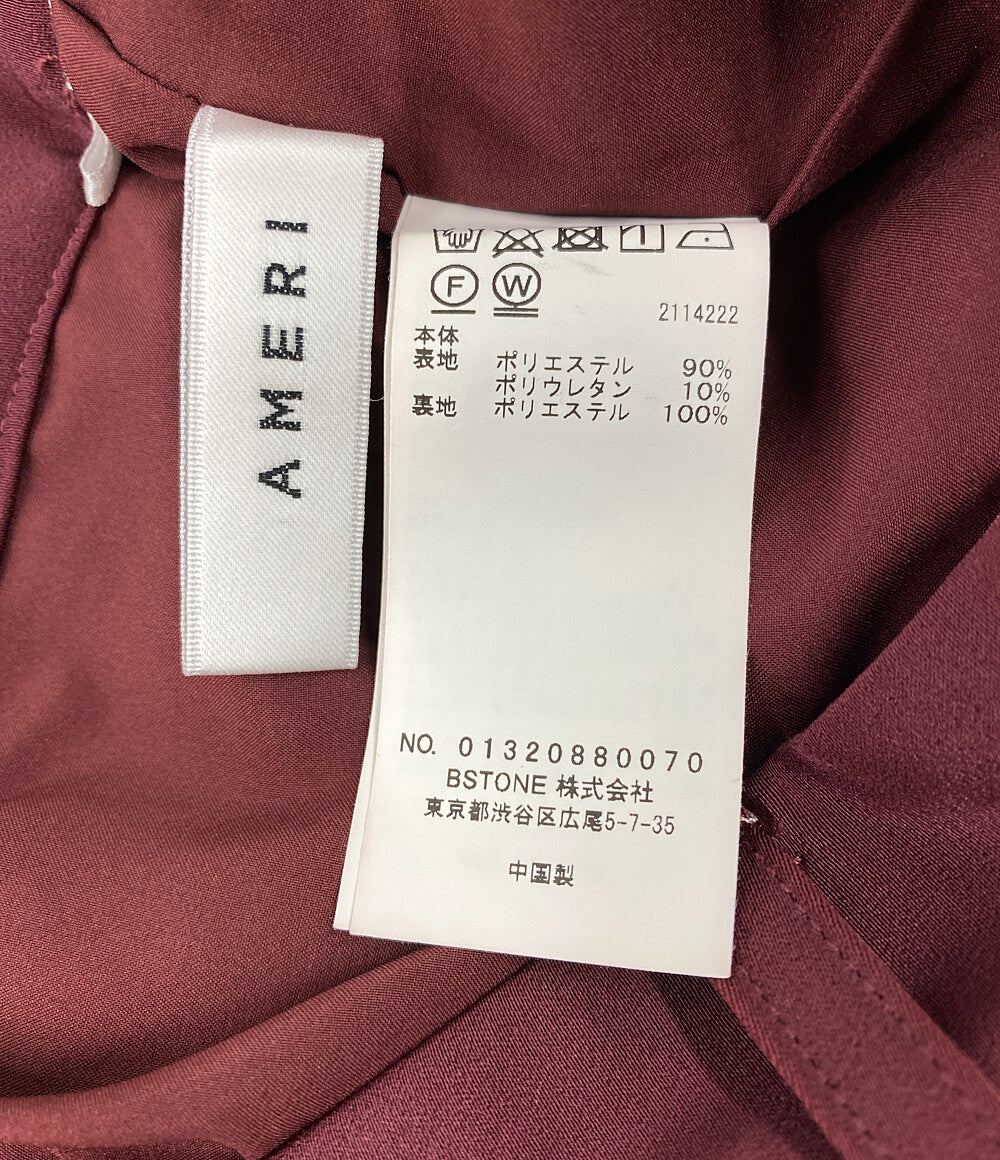 AMERI
F W
2114222
本体
表地 ポリエステル 90%
ポリウレタン 10%
裏地 ポリエステル 100%
NO. 01320880070
BSTONE 株式会社
東京都渋谷区広尾5-7-35
中国製